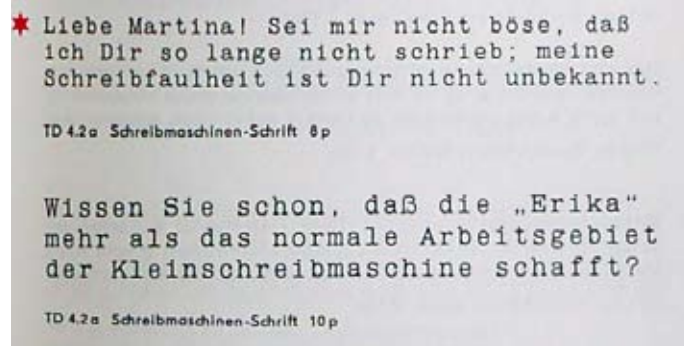 Liebe Martina! Sei mir nicht böse, daß
ich Dir so lange nicht schrieb; meine
Schreibfaulheit ist Dir nicht unbekannt.
TD 4.2a Schreibmaschinen-Schrift 8p
Wissen Sie schon, daß die „Erika“
mehr als das normale Arbeitsgebiet
der Kleinschreibmaschine schafft?
TD 4.2a Schreibmaschinen-Schrift 10p